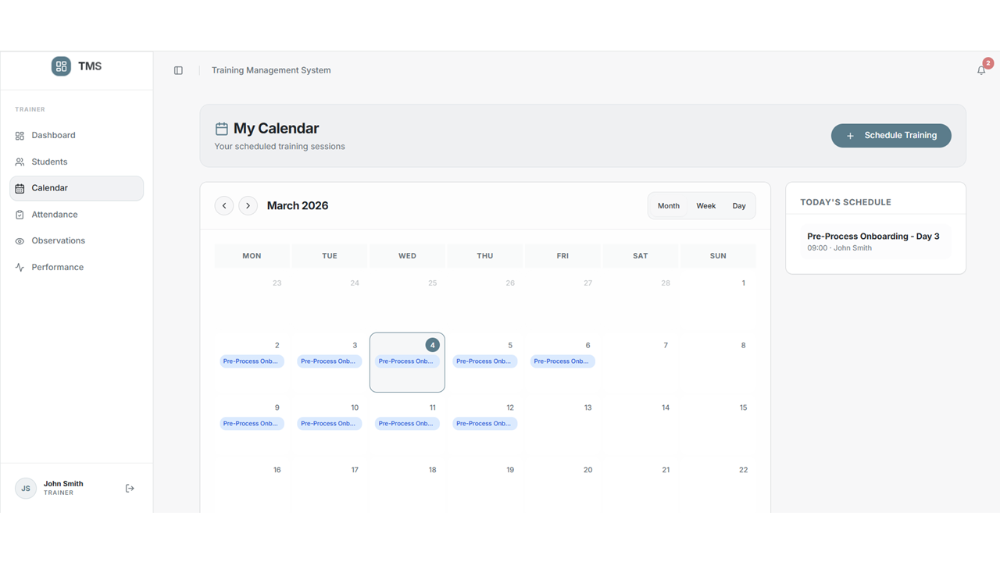 TMS
Training Management System
2
TRAINER
Dashboard
Students
Calendar
Attendance
Observations
Performance
John Smith
TRAINER
JS
My Calendar
Your scheduled training sessions
+ Schedule Training
March 2026
Month Week Day
MON TUE WED THU FRI SAT SUN
23 24 25 26 27 28 1
2 3 4 5 6 7 8
Pre-Process Onb... Pre-Process Onb... Pre-Process Onb... Pre-Process Onb... Pre-Process Onb...
9 10 11 12 13 14 15
Pre-Process Onb... Pre-Process Onb... Pre-Process Onb... Pre-Process Onb...
16 17 18 19 20 21 22
TODAY'S SCHEDULE
Pre-Process Onboarding - Day 3
09:00 · John Smith